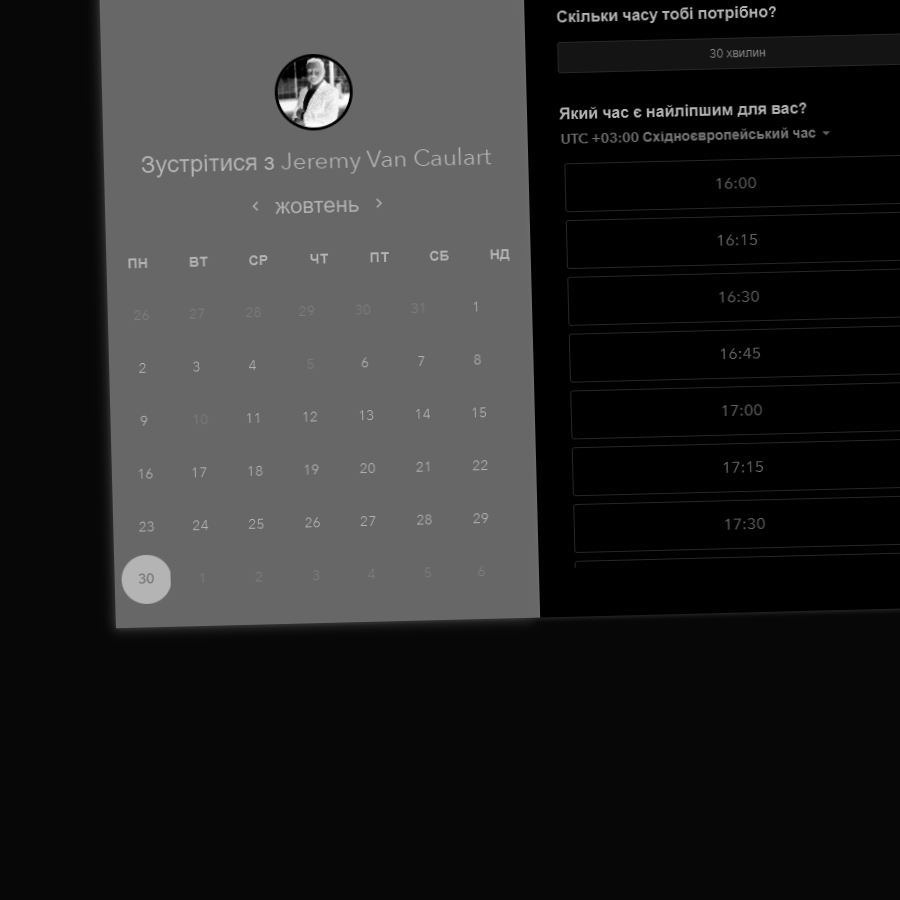 Зустрітися з Jeremy Van Caulart
жовтень
ПН ВТ СР ЧТ ПТ СБ НД
26 27 28 29 30 31 1
2 3 4 5 6 7 8
9 10 11 12 13 14 15
16 17 18 19 20 21 22
23 24 25 26 27 28 29
30 1 2 3 4 5 6
Скільки часу тобі потрібно?
30 хвилин
Який час є найліпшим для вас?
UTC +03:00 Східноєвропейський час
16:00
16:15
16:30
16:45
17:00
17:15
17:30